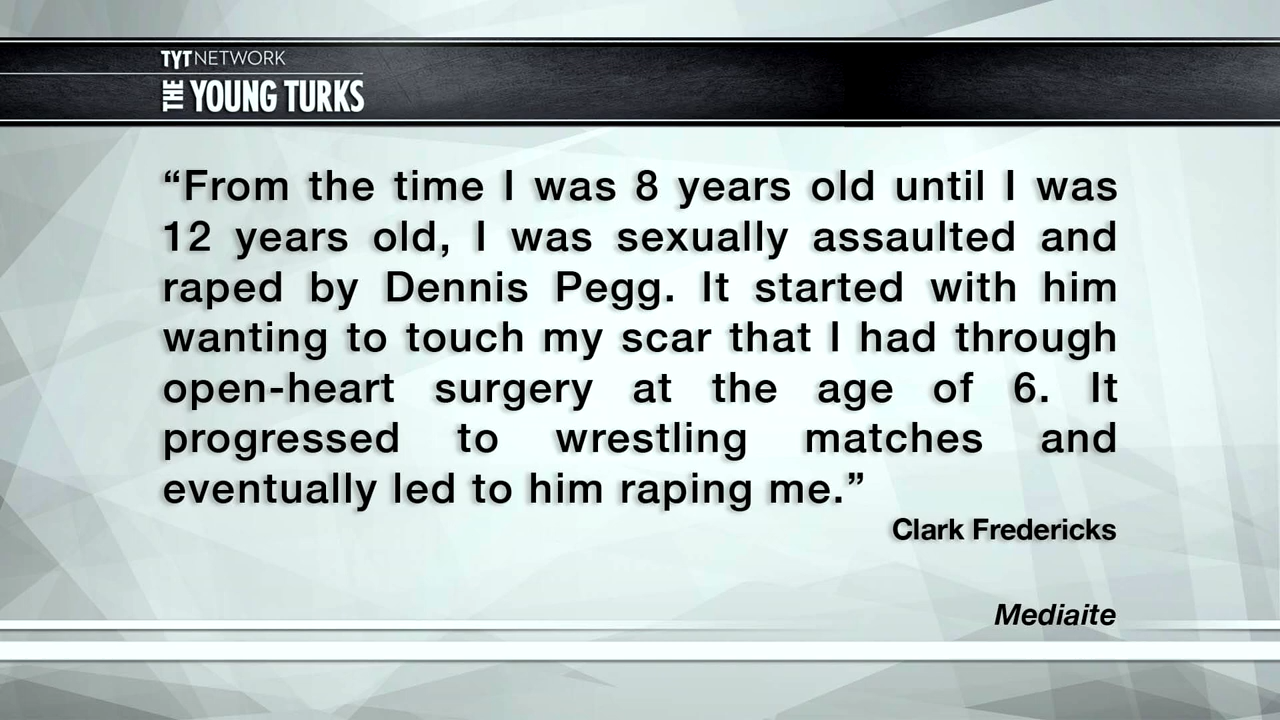 TYT NETWORK
THE YOUNG TURKS
“From the time I was 8 years old until I was
12 years old, I was sexually assaulted and
raped by Dennis Pegg. It started with him
wanting to touch my scar that I had through
open-heart surgery at the age of 6. It
progressed to wrestling matches and
eventually led to him raping me.”
Clark Fredericks
Mediaite